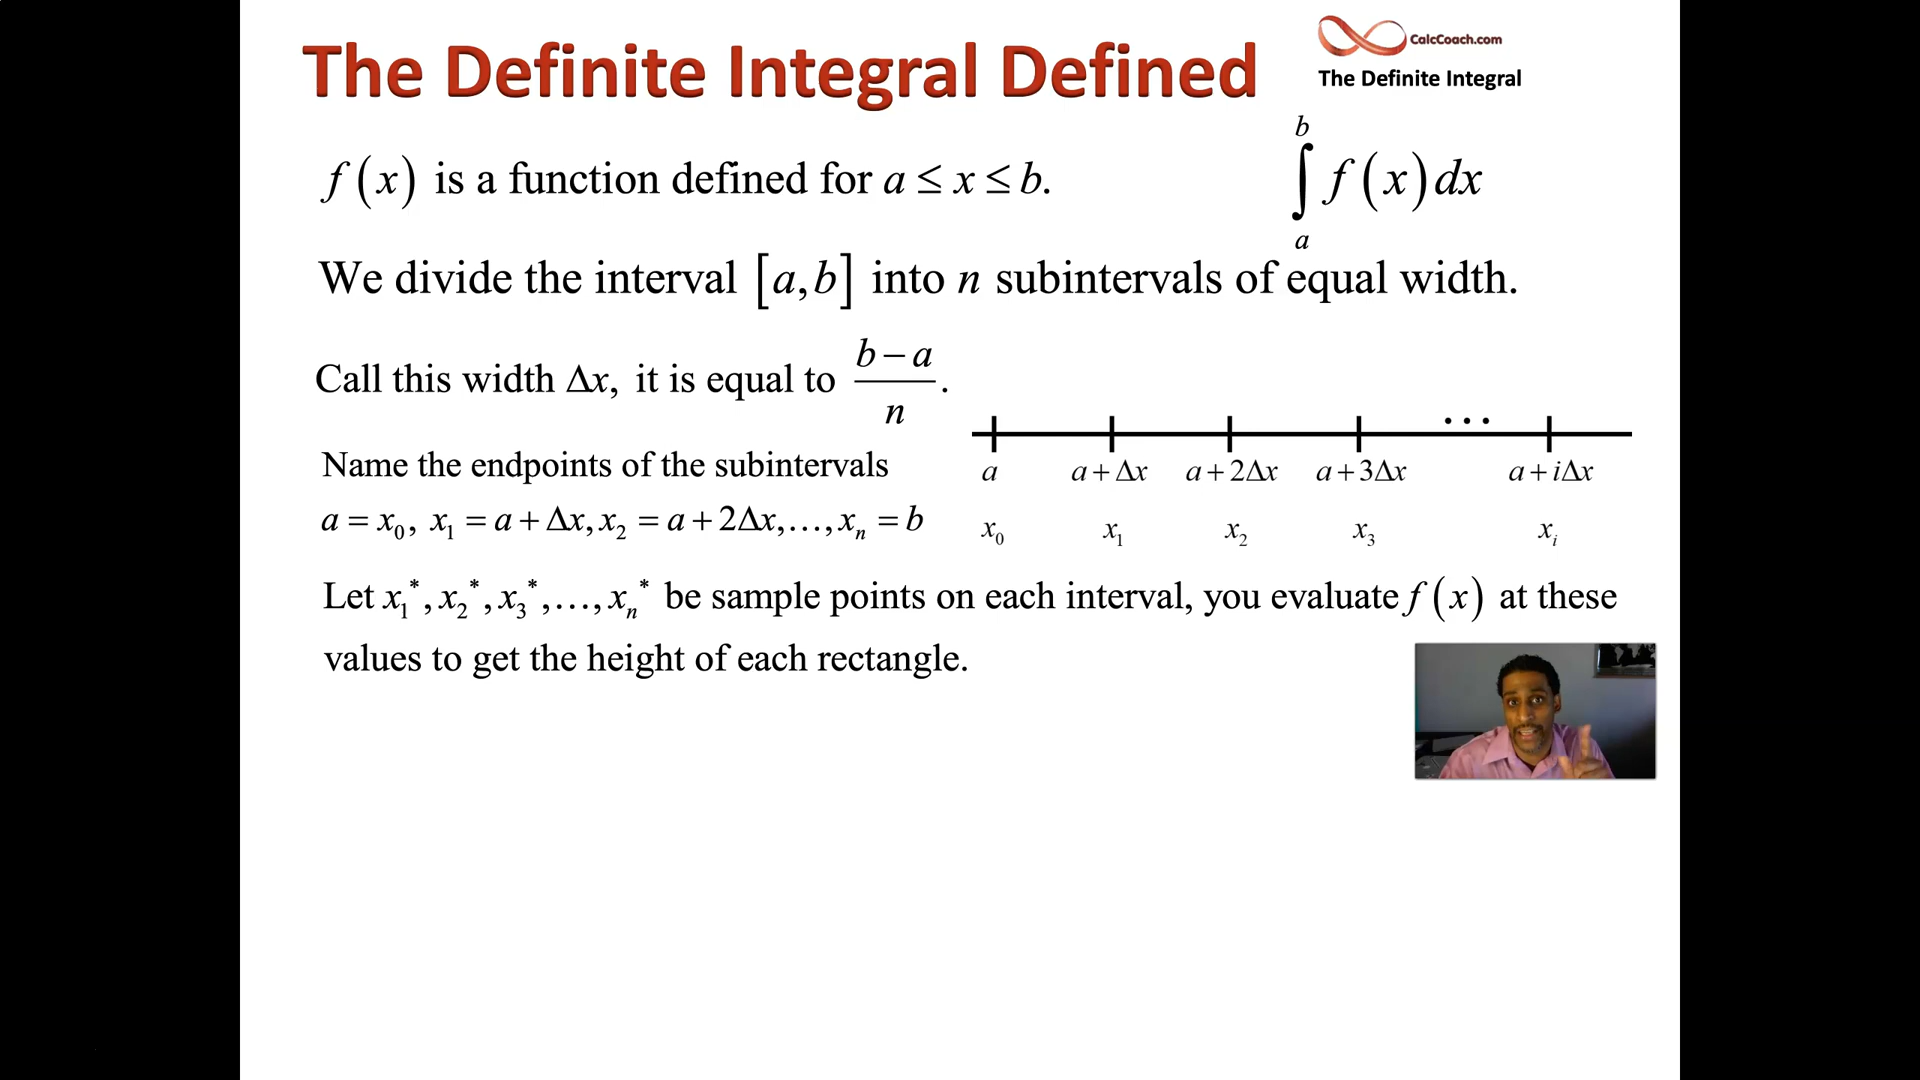 The Definite Integral Defined
CalcCoach.com
The Definite Integral
f(x) is a function defined for a ≤ x ≤ b.
∫ₐᵇ f(x)dx
We divide the interval [a,b] into n subintervals of equal width.
Call this width Δx, it is equal to (b−a)/n.
Name the endpoints of the subintervals
a = x₀, x₁ = a + Δx, x₂ = a + 2Δx,…, xₙ = b
…
a a+Δx a+2Δx a+3Δx a+iΔx
x₀ x₁ x₂ x₃ xᵢ
Let x₁*, x₂*, x₃*,…, xₙ* be sample points on each interval, you evaluate f(x) at these
values to get the height of each rectangle.